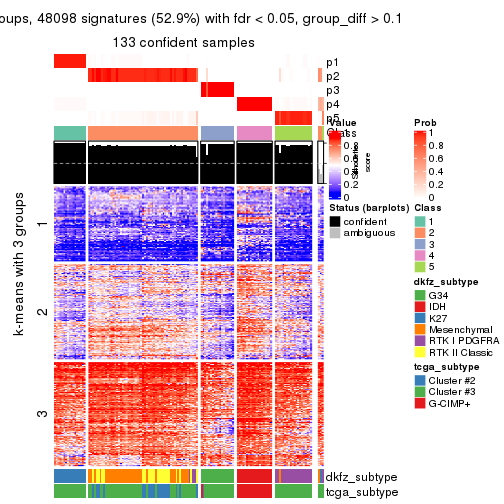 oups, 48098 signatures (52.9%) with fdr < 0.05, group_diff > 0.1
133 confident samples
p1
p2
p3
p4
p5
Class
Silhouette
score
k-means with 3 groups
1
2
3
dkfz_subtype
tcga_subtype
Value
1
0.8
0.6
0.4
0.2
0
Status (barplots)
confident
ambiguous
Prob
1
0.8
0.6
0.4
0.2
0
Class
1
2
3
4
5
dkfz_subtype
G34
IDH
K27
Mesenchymal
RTK I PDGFRA
RTK II Classic
tcga_subtype
Cluster #2
Cluster #3
G-CIMP+